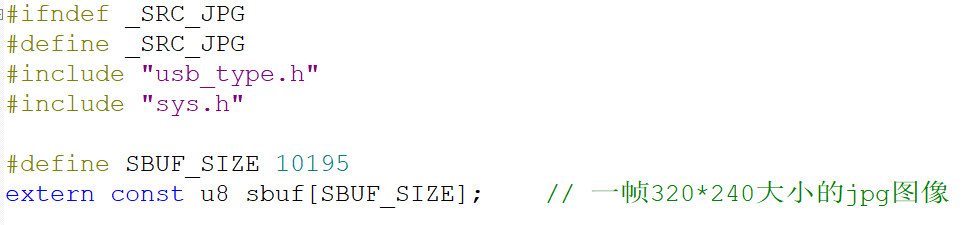 #ifndef _SRC_JPG
#define _SRC_JPG
#include "usb_type.h"
#include "sys.h"
#define SBUF_SIZE 10195
extern const u8 sbuf[SBUF_SIZE];    // 一帧320*240大小的jpg图像